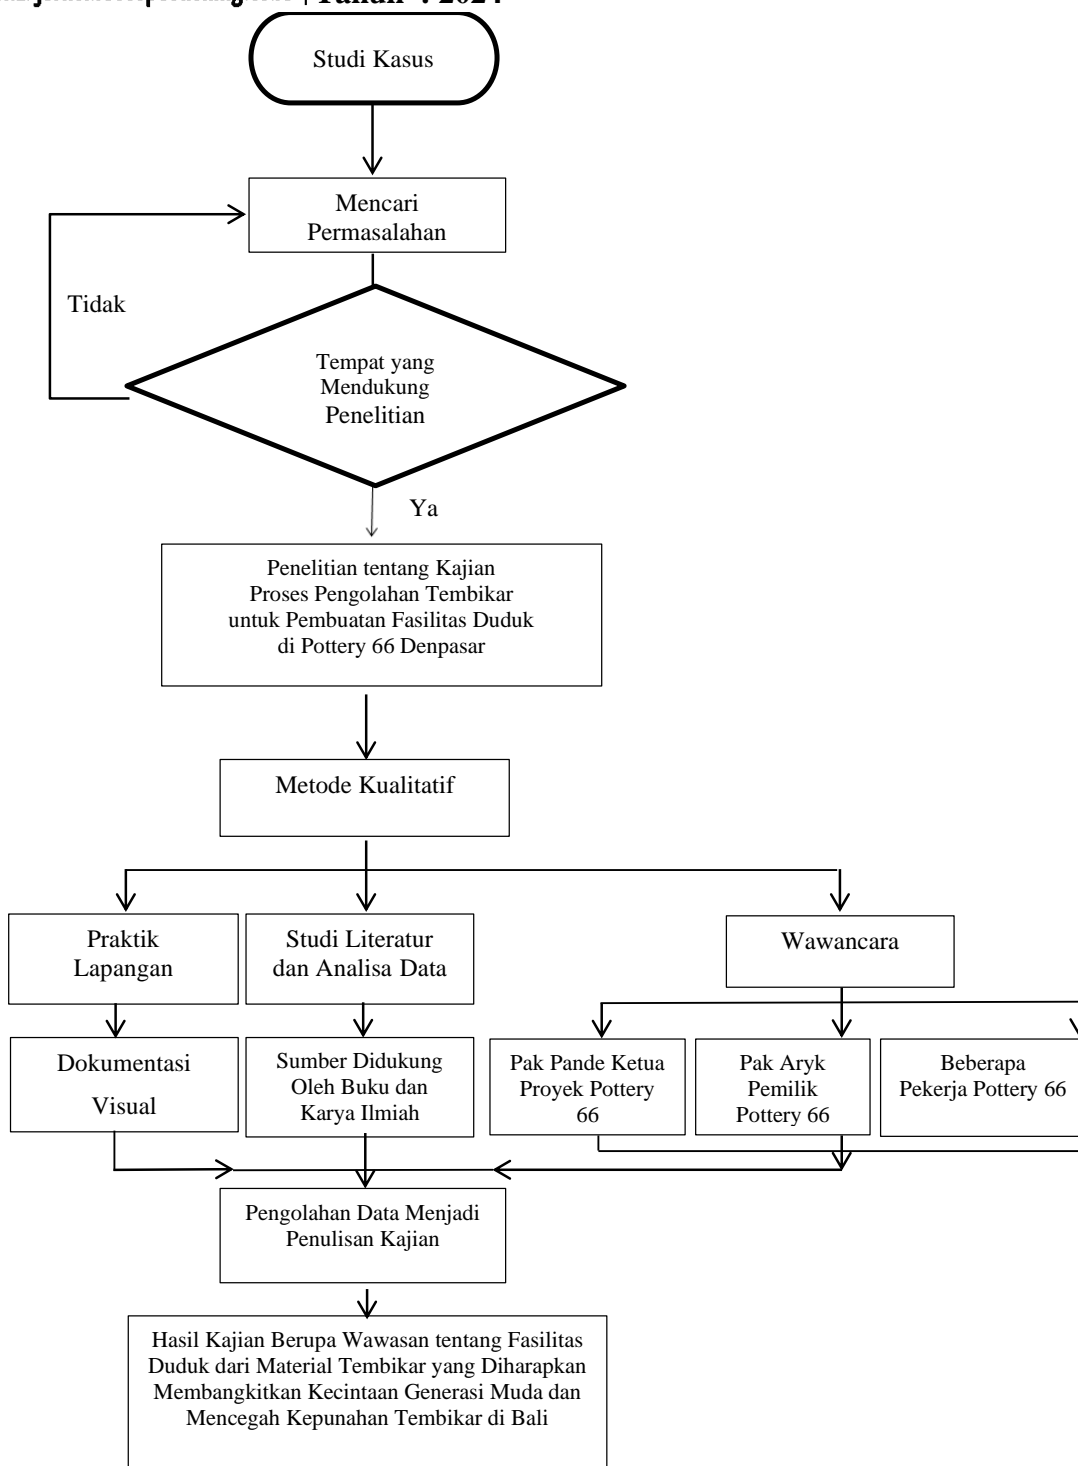 Tahun : 2024
Studi Kasus
Mencari
Permasalahan
Tidak
Tempat yang
Mendukung
Penelitian
Ya
Penelitian tentang Kajian
Proses Pengolahan Tembikar
untuk Pembuatan Fasilitas Duduk
di Pottery 66 Denpasar
Metode Kualitatif
Praktik
Lapangan
Studi Literatur
dan Analisa Data
Wawancara
Dokumentasi
Visual
Sumber Didukung
Oleh Buku dan
Karya Ilmiah
Pak Pande Ketua
Proyek Pottery
66
Pak Aryk
Pemilik
Pottery 66
Beberapa
Pekerja Pottery 66
Pengolahan Data Menjadi
Penulisan Kajian
Hasil Kajian Berupa Wawasan tentang Fasilitas
Duduk dari Material Tembikar yang Diharapkan
Membangkitkan Kecintaan Generasi Muda dan
Mencegah Kepunahan Tembikar di Bali